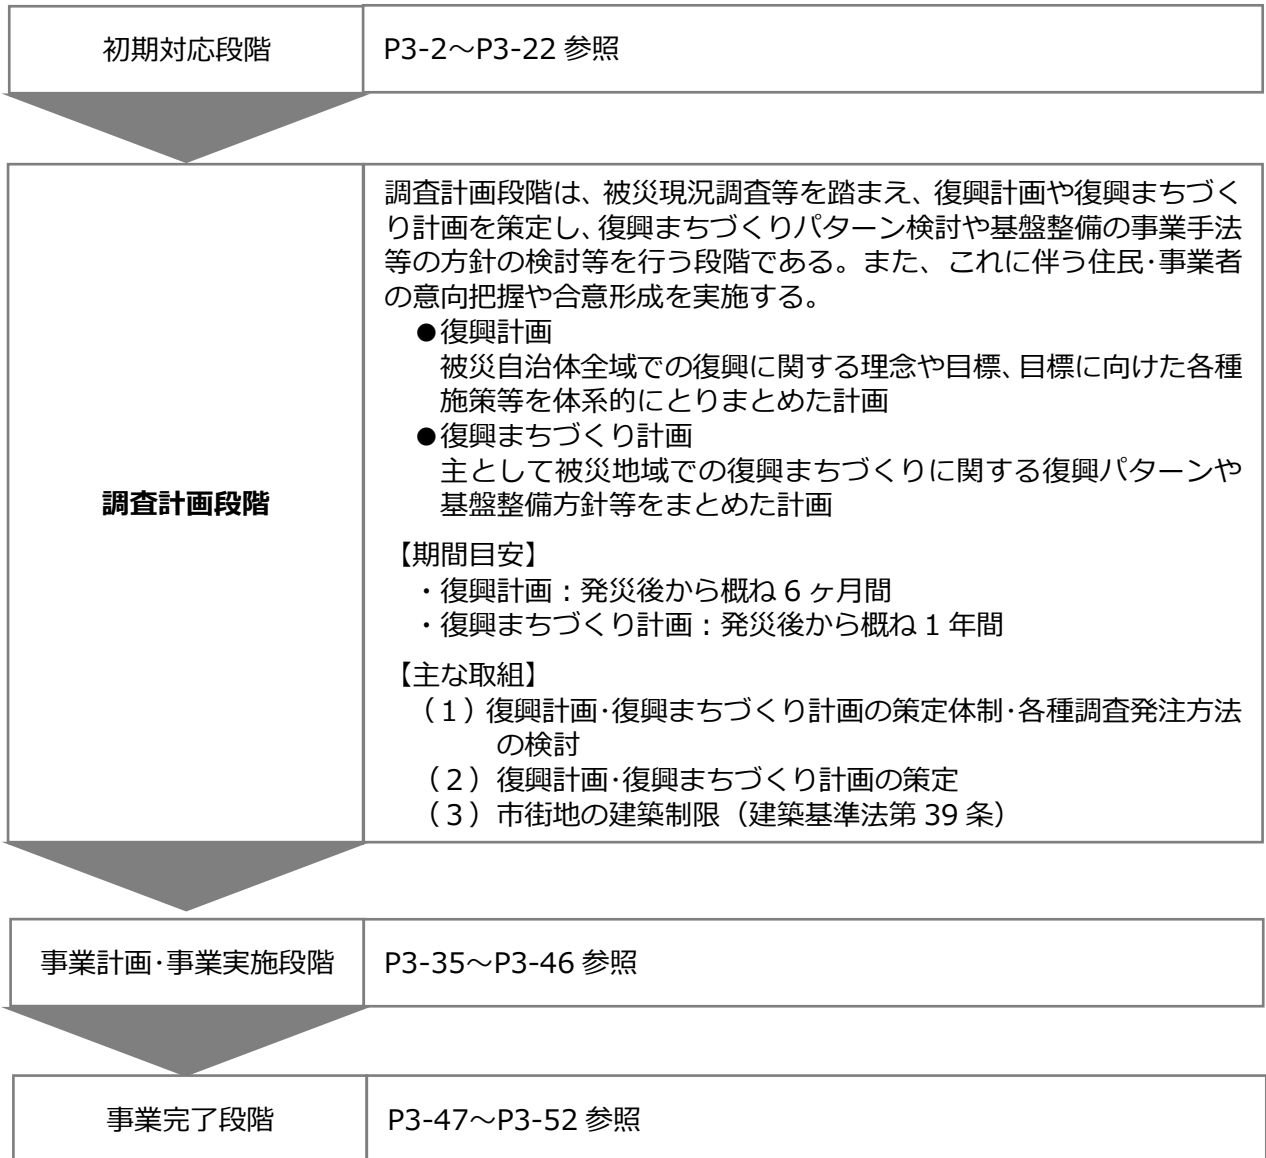 初期対応段階
P3-2～P3-22 参照
調査計画段階
調査計画段階は、被災現況調査等を踏まえ、復興計画や復興まちづく
り計画を策定し、復興まちづくりパターン検討や基盤整備の事業手法
等の方針の検討等を行う段階である。また、これに伴う住民･事業者
の意向把握や合意形成を実施する。
●復興計画
被災自治体全域での復興に関する理念や目標、目標に向けた各種
施策等を体系的にとりまとめた計画
●復興まちづくり計画
主として被災地域での復興まちづくりに関する復興パターンや
基盤整備方針等をまとめた計画
【期間目安】
・復興計画：発災後から概ね 6 ヶ月間
・復興まちづくり計画：発災後から概ね 1 年間
【主な取組】
（１）復興計画･復興まちづくり計画の策定体制･各種調査発注方法
の検討
（２）復興計画･復興まちづくり計画の策定
（３）市街地の建築制限（建築基準法第 39 条）
事業計画･事業実施段階
P3-35～P3-46 参照
事業完了段階
P3-47～P3-52 参照